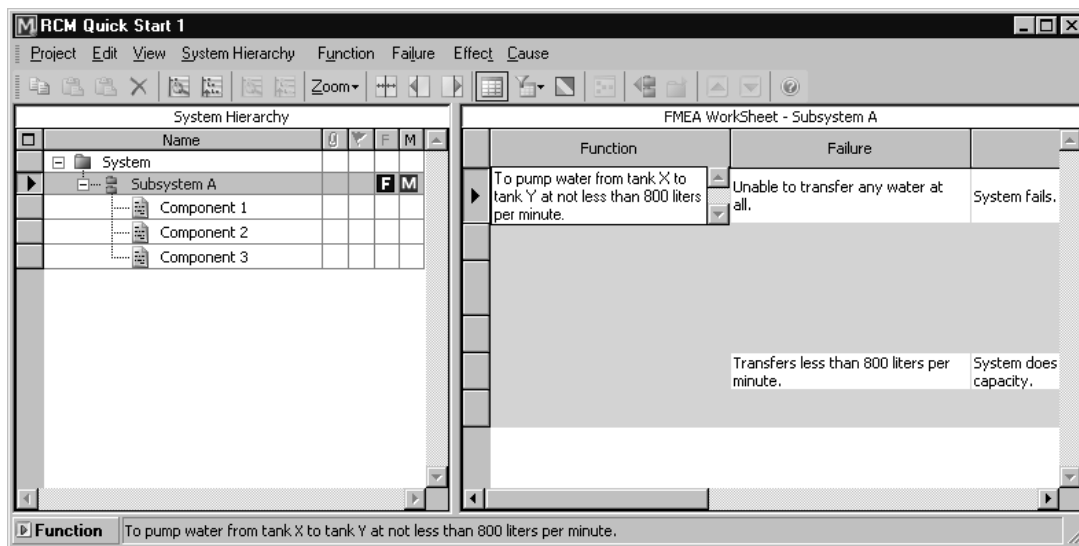 RCM Quick Start 1
Project Edit View System Hierarchy Function Failure Effect Cause
Zoom
System Hierarchy
FMEA WorkSheet - Subsystem A
Name F M
Function Failure
System
Subsystem A F M
Component 1
Component 2
Component 3
To pump water from tank X to
tank Y at not less than 800 liters
per minute.
Unable to transfer any water at
all.
System fails.
Transfers less than 800 liters per
minute.
System does
capacity.
Function To pump water from tank X to tank Y at not less than 800 liters per minute.